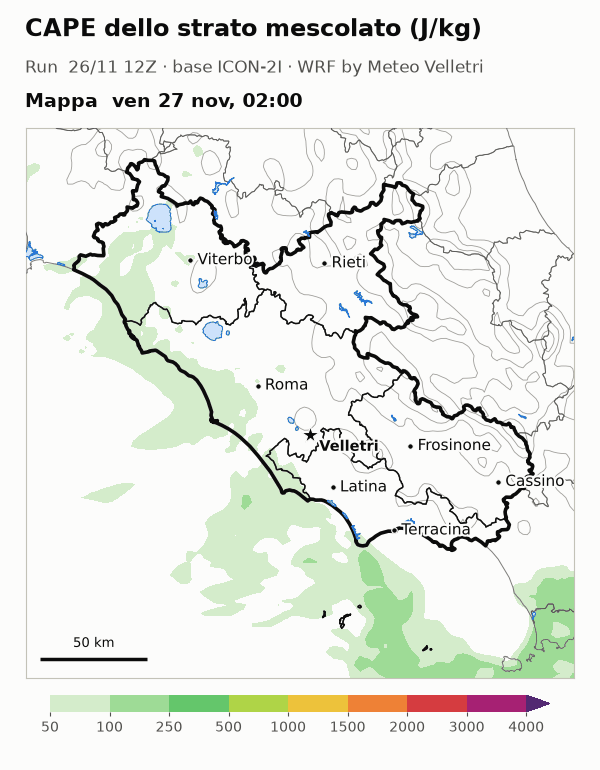 CAPE dello strato mescolato (J/kg)
Run  26/11 12Z · base ICON-2I · WRF by Meteo Velletri
Mappa  ven 27 nov, 02:00
Viterbo
Rieti
Roma
Velletri
Frosinone
Latina
Cassino
Terracina
50 km
50 100 250 500 1000 1500 2000 3000 4000